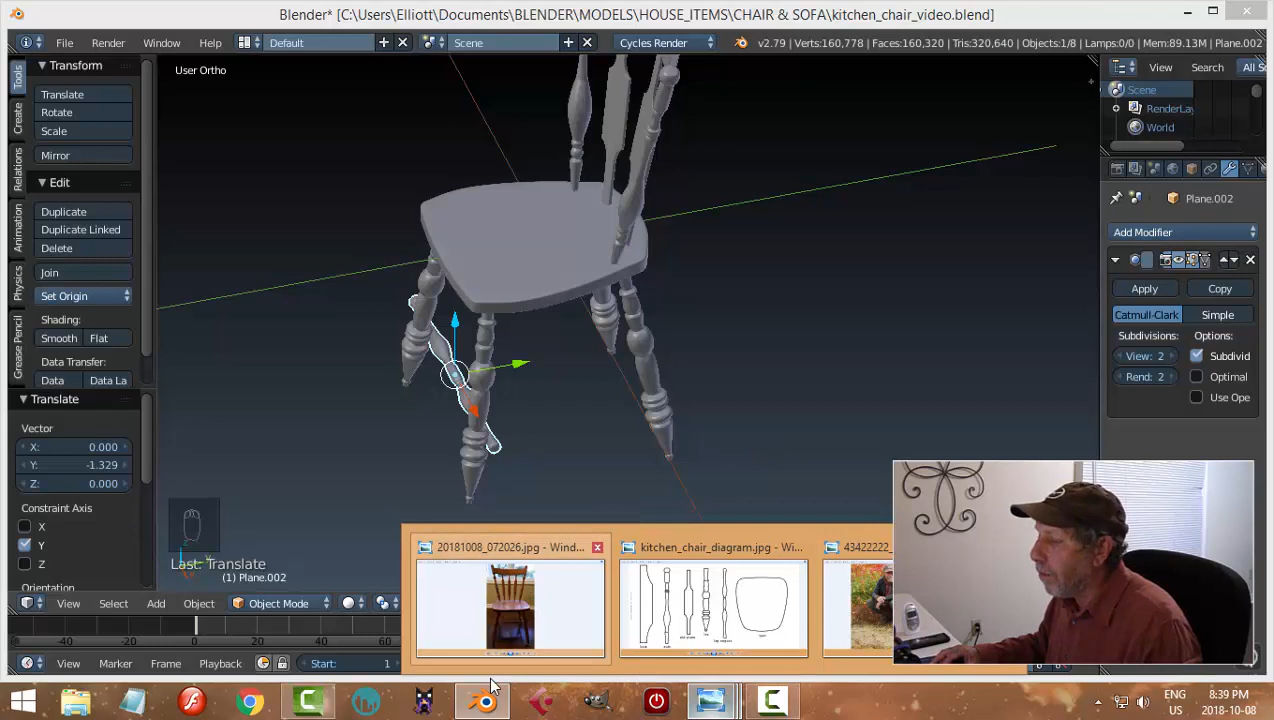 Blender* [C:\Users\Elliott\Documents\BLENDER\MODELS\HOUSE_ITEMS\CHAIR & SOFA\kitchen_chair_video.blend]
File Render Window Help Default Scene Cycles Render v2.79 | Verts:160,778 | Faces:160,320 | Tris:320,640 | Objects:1/8 | Lamps:0/0 | Mem:89.13M | Plane.002
Tools
Create
Relations
Animation
Physics
Grease Pencil
Transform
Translate
Rotate
Scale
Mirror
Edit
Duplicate
Duplicate Linked
Delete
Join
Set Origin
Shading:
Smooth Flat
Data Transfer:
Data Data La
Translate
Vector
X: 0.000
Y: -1.329
Z: 0.000
Constraint Axis
X
Y
Z
Orientation
User Ortho
Last: Translate
(1) Plane.002
View Search All S
Scene
RenderLay
World
Plane.002
Add Modifier
Apply Copy
Catmull-Clark Simple
Subdivisions: Options:
View: 2 Subdivid
Rend: 2 Optimal
Use Ope
20181008_072026.jpg - Wind...
kitchen_chair_diagram.jpg - Wi...
43422222_
View Select Add Object Object Mode
-40 -20 0 20 40
View Marker Frame Playback Start: 1
ENG
US
8:39 PM
2018-10-08